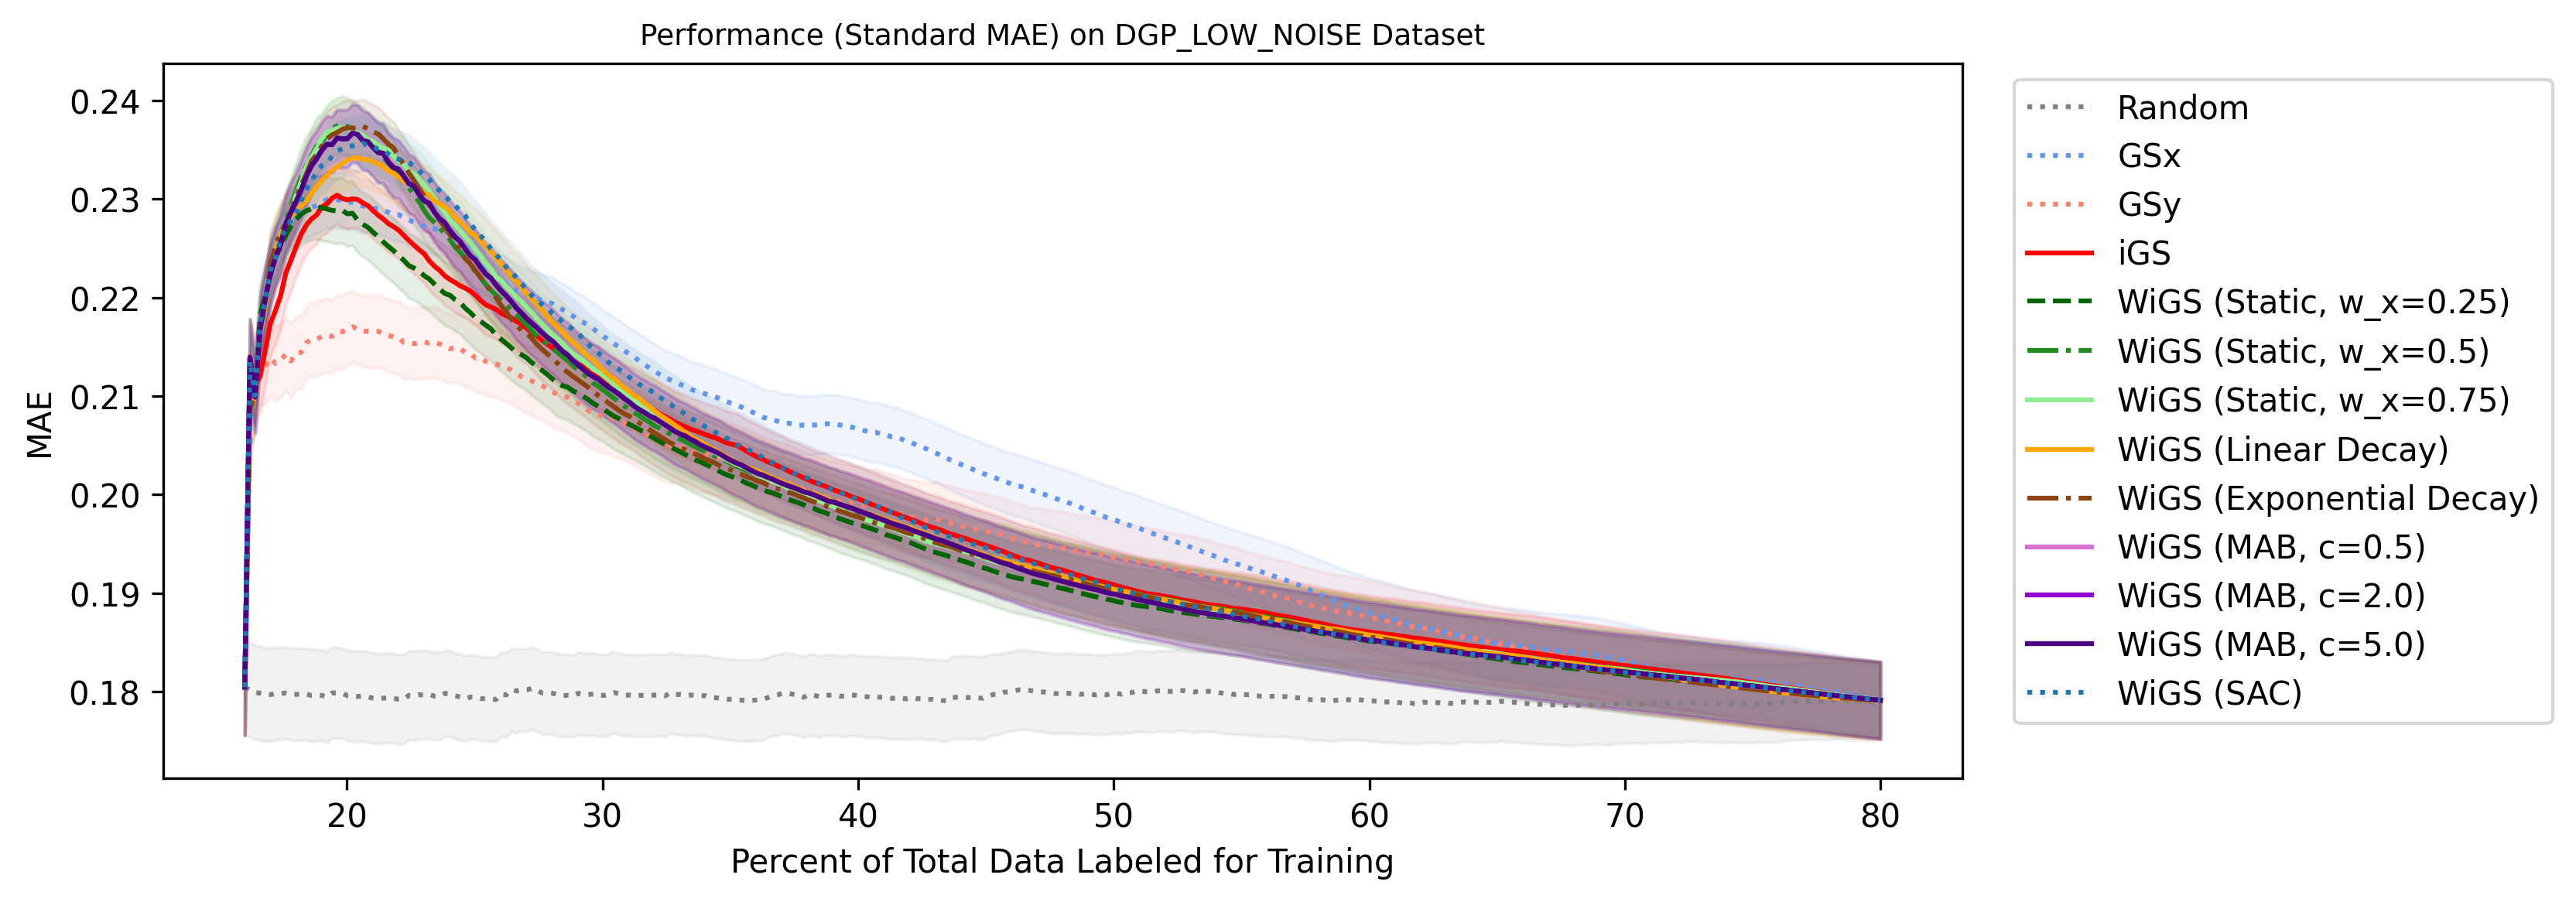 Performance (Standard MAE) on DGP_LOW_NOISE Dataset
MAE
0.24
0.23
0.22
0.21
0.20
0.19
0.18
20
30
40
50
60
70
80
Percent of Total Data Labeled for Training
Random
GSx
GSy
iGS
WiGS (Static, w_x=0.25)
WiGS (Static, w_x=0.5)
WiGS (Static, w_x=0.75)
WiGS (Linear Decay)
WiGS (Exponential Decay)
WiGS (MAB, c=0.5)
WiGS (MAB, c=2.0)
WiGS (MAB, c=5.0)
WiGS (SAC)